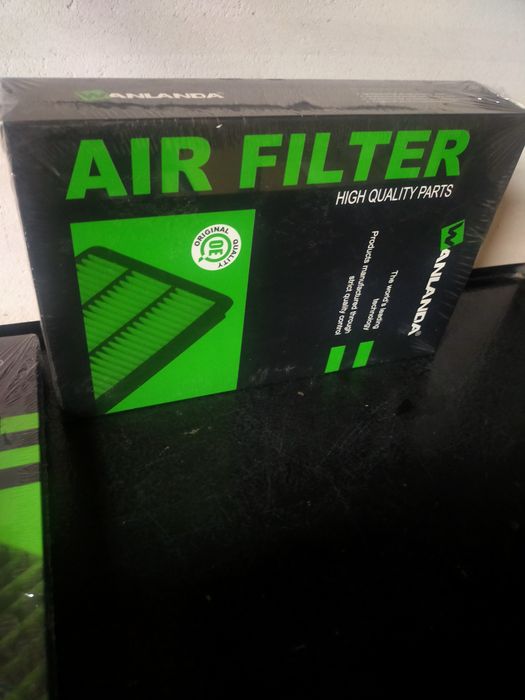 WANLANDA
AIR FILTER
HIGH QUALITY PARTS
ORIGINAL
OE
QUALITY
WANLANDA
The world's leading
technology
Products manufactured through
strict quality control